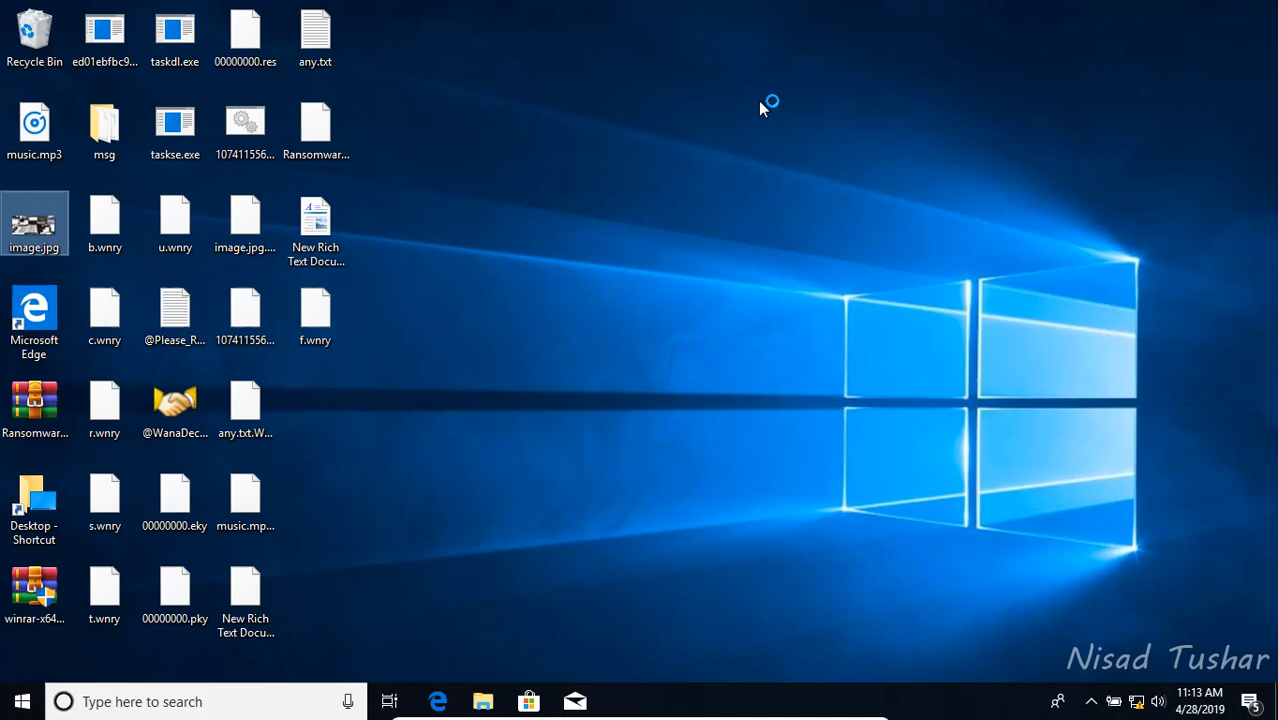 Recycle Bin
ed01ebfbc9...
taskdl.exe
00000000.res
any.txt
music.mp3
msg
taskse.exe
107411556...
Ransomwar...
image.jpg
b.wnry
u.wnry
image.jpg....
New Rich
Text Docu...
Microsoft
Edge
c.wnry
@Please_R...
107411556...
f.wnry
Ransomwar...
r.wnry
@WanaDec...
any.txt.W...
Desktop -
Shortcut
s.wnry
00000000.eky
music.mp...
winrar-x64...
t.wnry
00000000.pky
New Rich
Text Docu...
Nisad Tushar
Type here to search
11:13 AM
4/28/2019
5